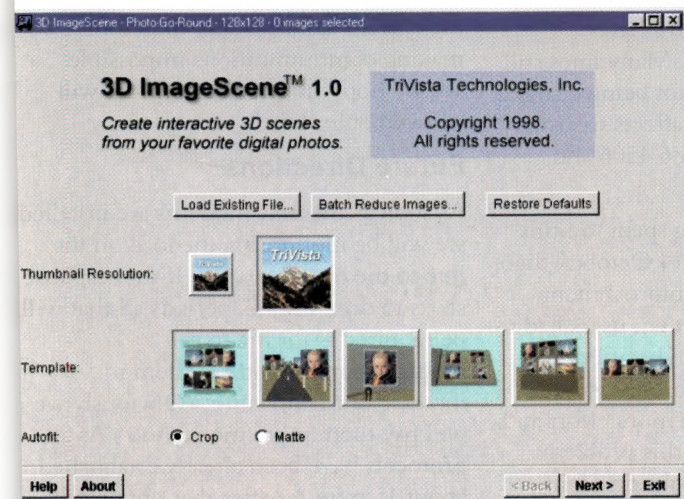 3D ImageScene - Photo-Go-Round - 128x128 - 0 images selected
3D ImageScene™ 1.0
Create interactive 3D scenes
from your favorite digital photos.
TriVista Technologies, Inc.
Copyright 1998.
All rights reserved.
Load Existing File... Batch Reduce Images... Restore Defaults
Thumbnail Resolution:
TriVista
Template:
Autofit: Crop Matte
Help About < Back Next > Exit